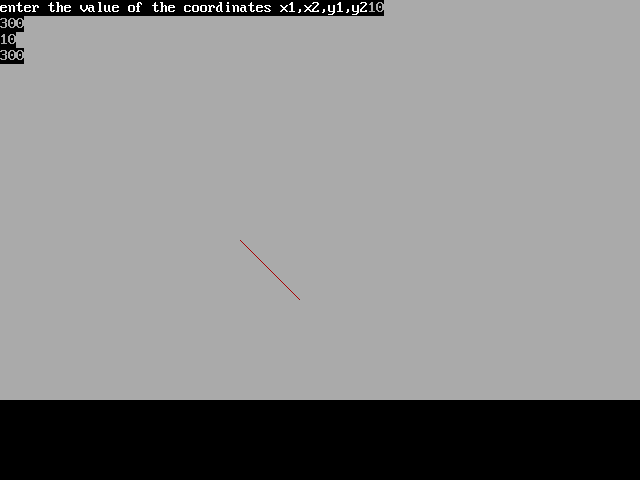 enter the value of the coordinates x1,x2,y1,y210
300
10
300